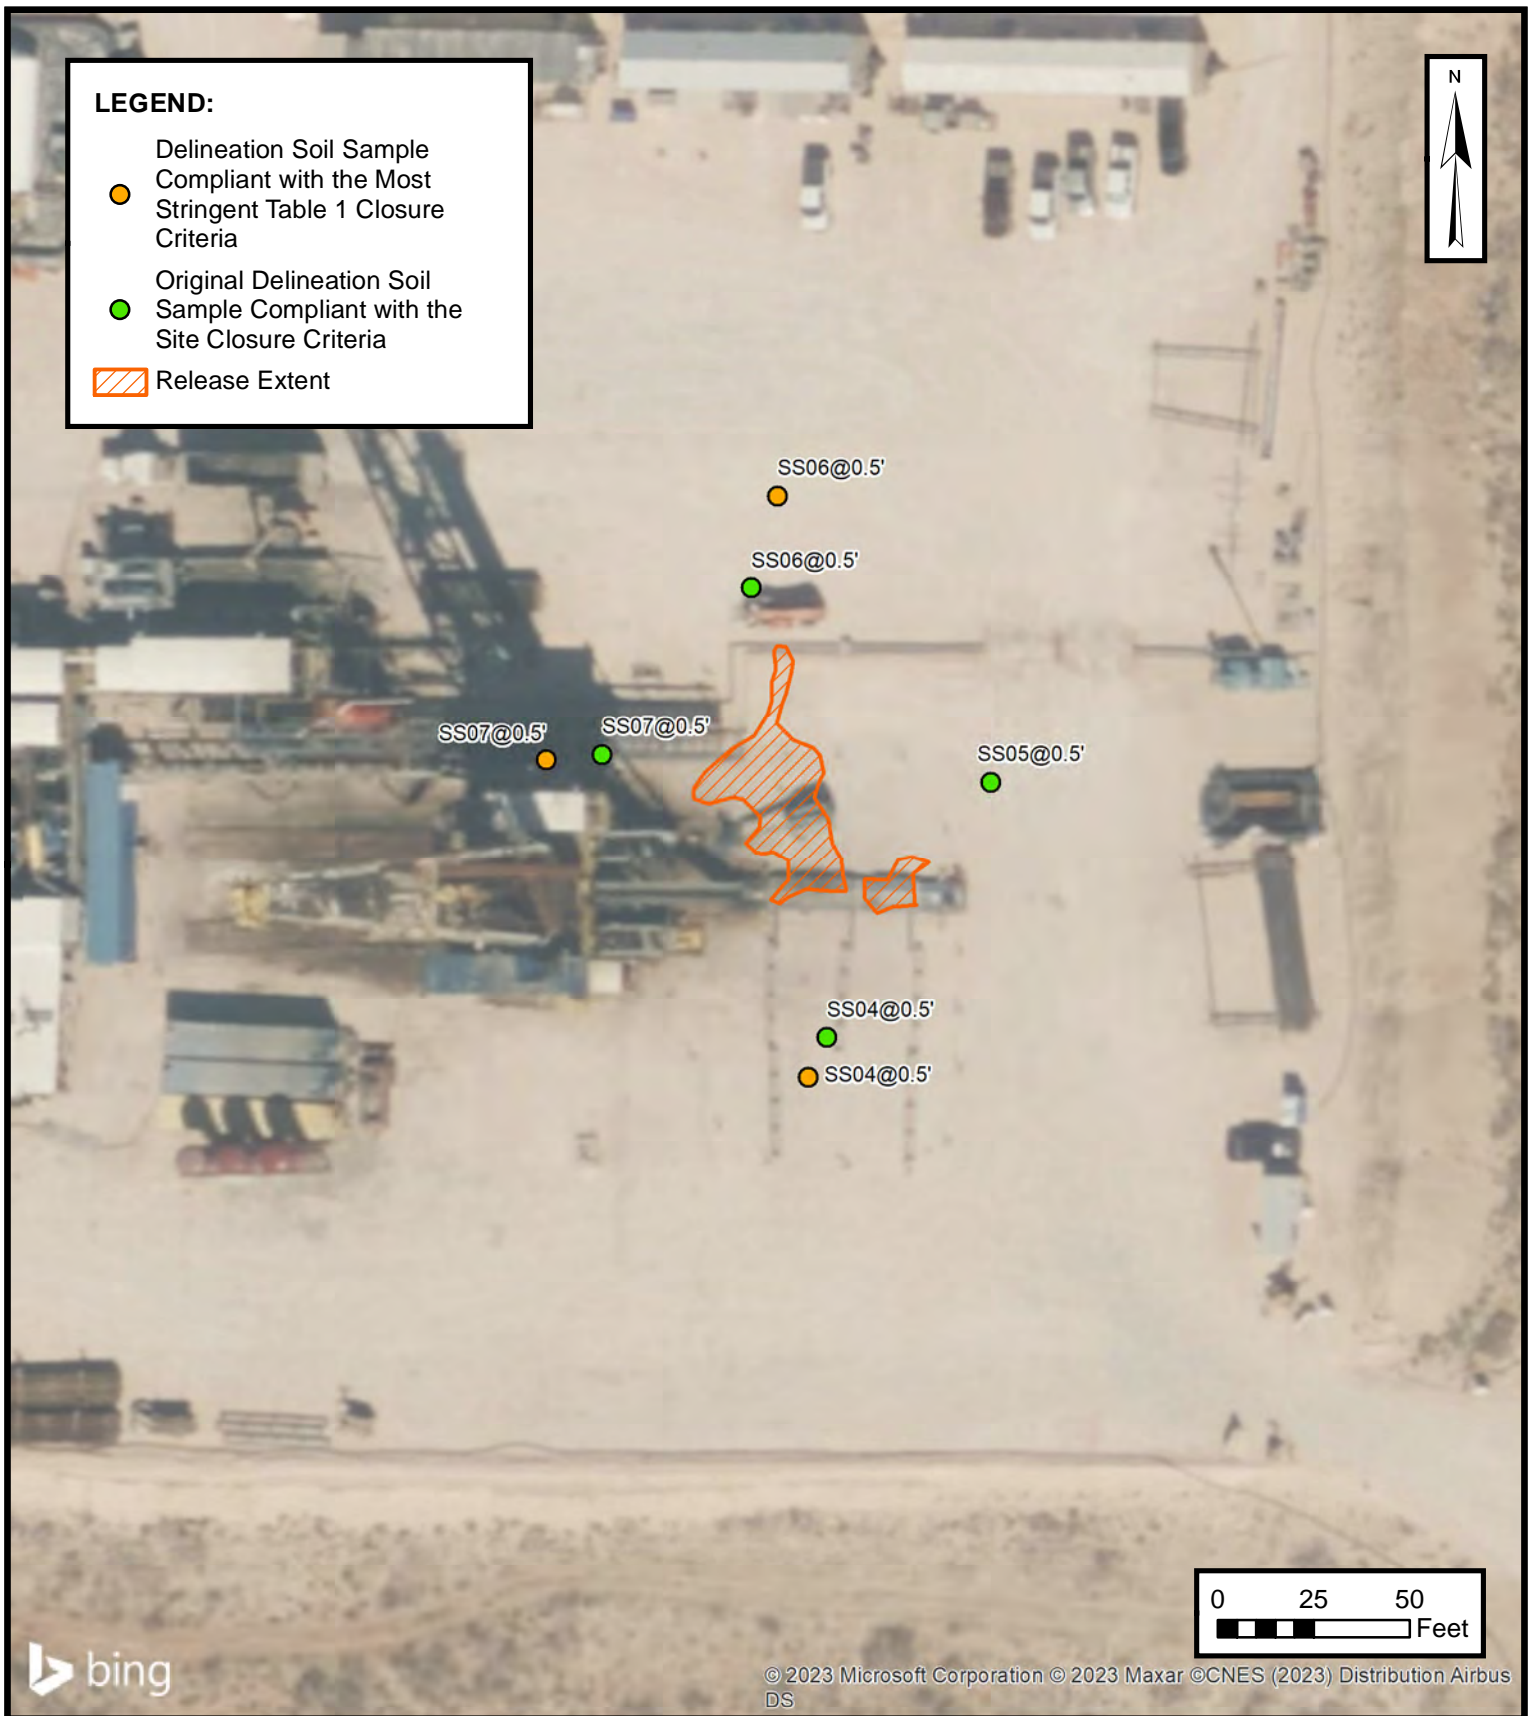 LEGEND:
Delineation Soil Sample
Compliant with the Most
Stringent Table 1 Closure
Criteria
Original Delineation Soil
Sample Compliant with the
Site Closure Criteria
Release Extent
N
SS06@0.5'
SS06@0.5'
SS07@0.5'
SS07@0.5'
SS05@0.5'
SS04@0.5'
SS04@0.5'
0 25 50
Feet
bing
© 2023 Microsoft Corporation © 2023 Maxar ©CNES (2023) Distribution Airbus
DS